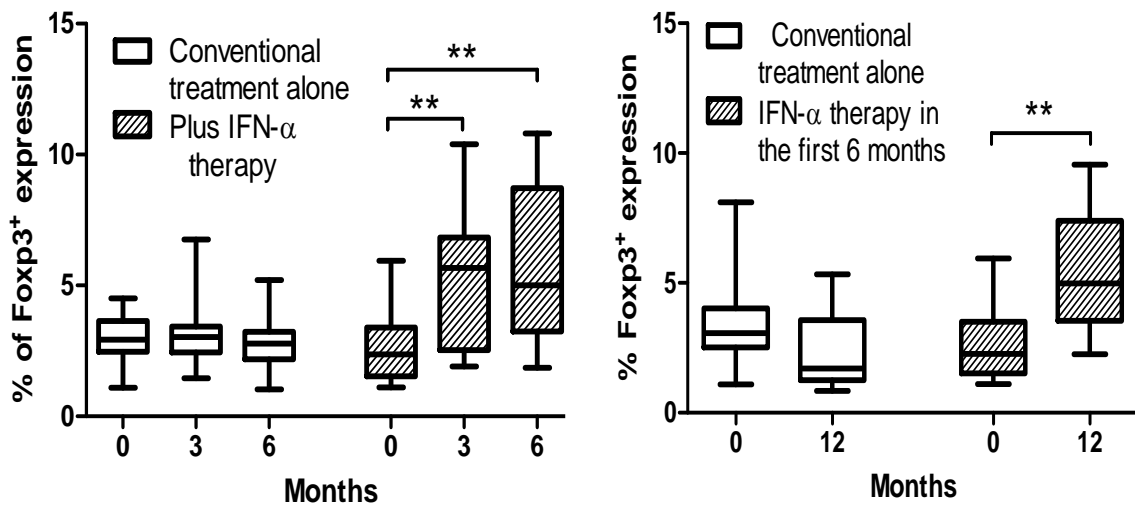 % of Foxp3+ expression
15
10
5
0
Conventional
treatment alone
Plus IFN-α
therapy
**
**
0 3 6 0 3 6
Months
% Foxp3+ expression
15
10
5
0
Conventional
treatment alone
IFN-α therapy in
the first 6 months
**
0 12 0 12
Months